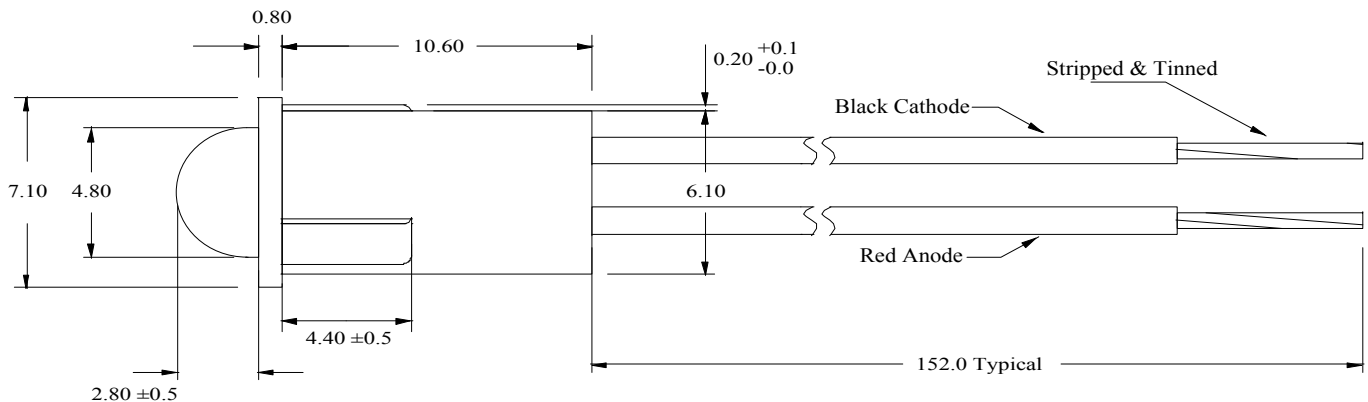 0.80
10.60
0.20 +0.1
-0.0
Stripped & Tinned
Black Cathode
7.10
4.80
6.10
Red Anode
4.40 ±0.5
152.0 Typical
2.80 ±0.5